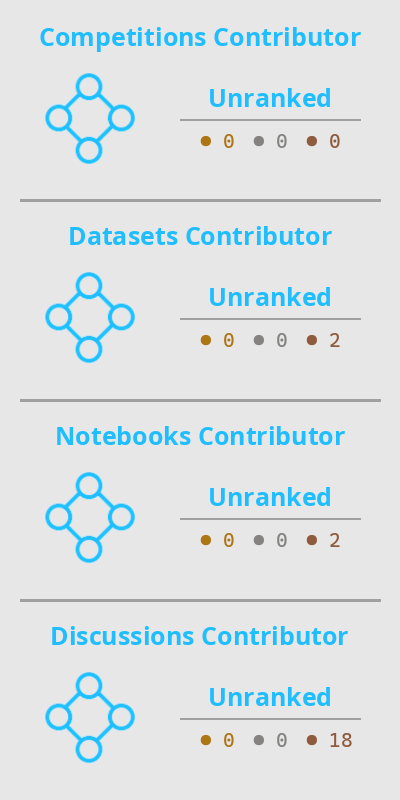 Competitions Contributor
Unranked
0 0 0
Datasets Contributor
Unranked
0 0 2
Notebooks Contributor
Unranked
0 0 2
Discussions Contributor
Unranked
0 0 18